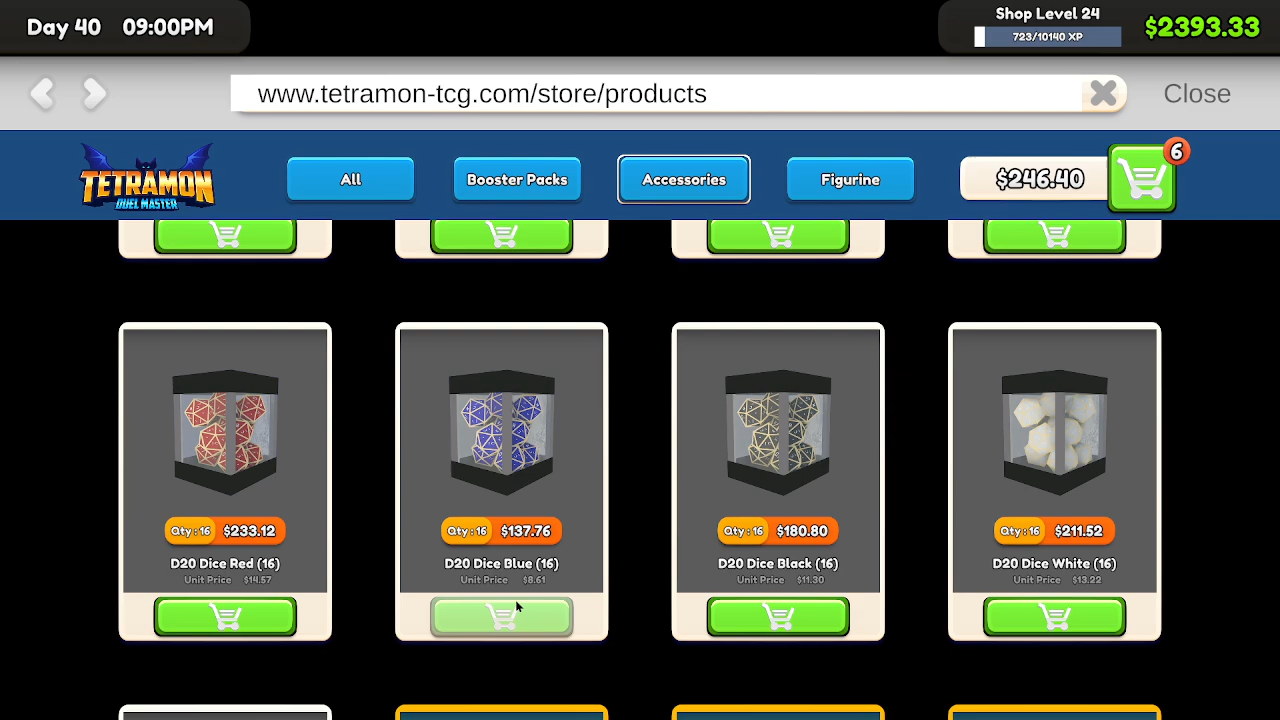 Day 40 09:00PM
Shop Level 24
723/10140 XP
$2393.33
www.tetramon-tcg.com/store/products
Close
TETRAMON
DUEL MASTER
All
Booster Packs
Accessories
Figurine
$246.40
6
Qty : 16 $233.12
D20 Dice Red (16)
Unit Price $14.57
Qty : 16 $137.76
D20 Dice Blue (16)
Unit Price $8.61
Qty : 16 $180.80
D20 Dice Black (16)
Unit Price $11.30
Qty : 16 $211.52
D20 Dice White (16)
Unit Price $13.22